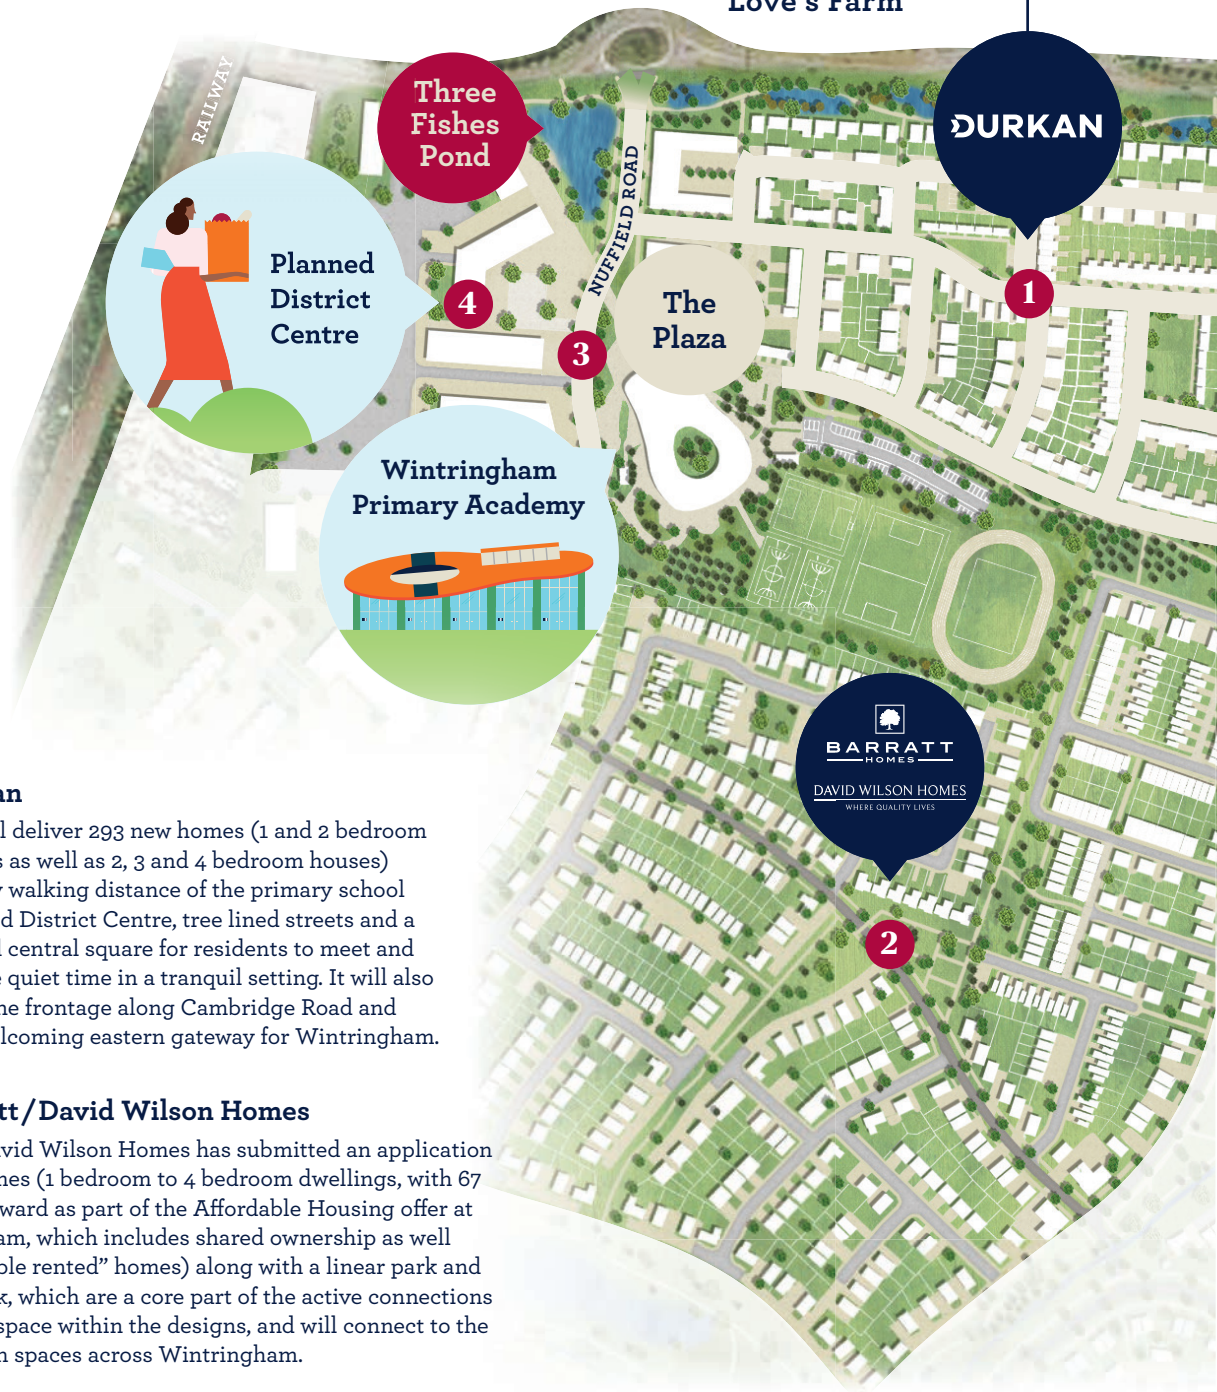 Love's Farm
RAILWAY
Three
Fishes
Pond
DURKAN
Planned
District
Centre
NUFFIELD ROAD
The
Plaza
1
4
3
Wintringham
Primary Academy
BARRATT
HOMES
DAVID WILSON HOMES
WHERE QUALITY LIVES
2
an
l deliver 293 new homes (1 and 2 bedroom
s as well as 2, 3 and 4 bedroom houses)
y walking distance of the primary school
d District Centre, tree lined streets and a
l central square for residents to meet and
e quiet time in a tranquil setting. It will also
he frontage along Cambridge Road and
lcoming eastern gateway for Wintringham.
tt/David Wilson Homes
vid Wilson Homes has submitted an application
mes (1 bedroom to 4 bedroom dwellings, with 67
ward as part of the Affordable Housing offer at
am, which includes shared ownership as well
ble rented” homes) along with a linear park and
k, which are a core part of the active connections
space within the designs, and will connect to the
n spaces across Wintringham.